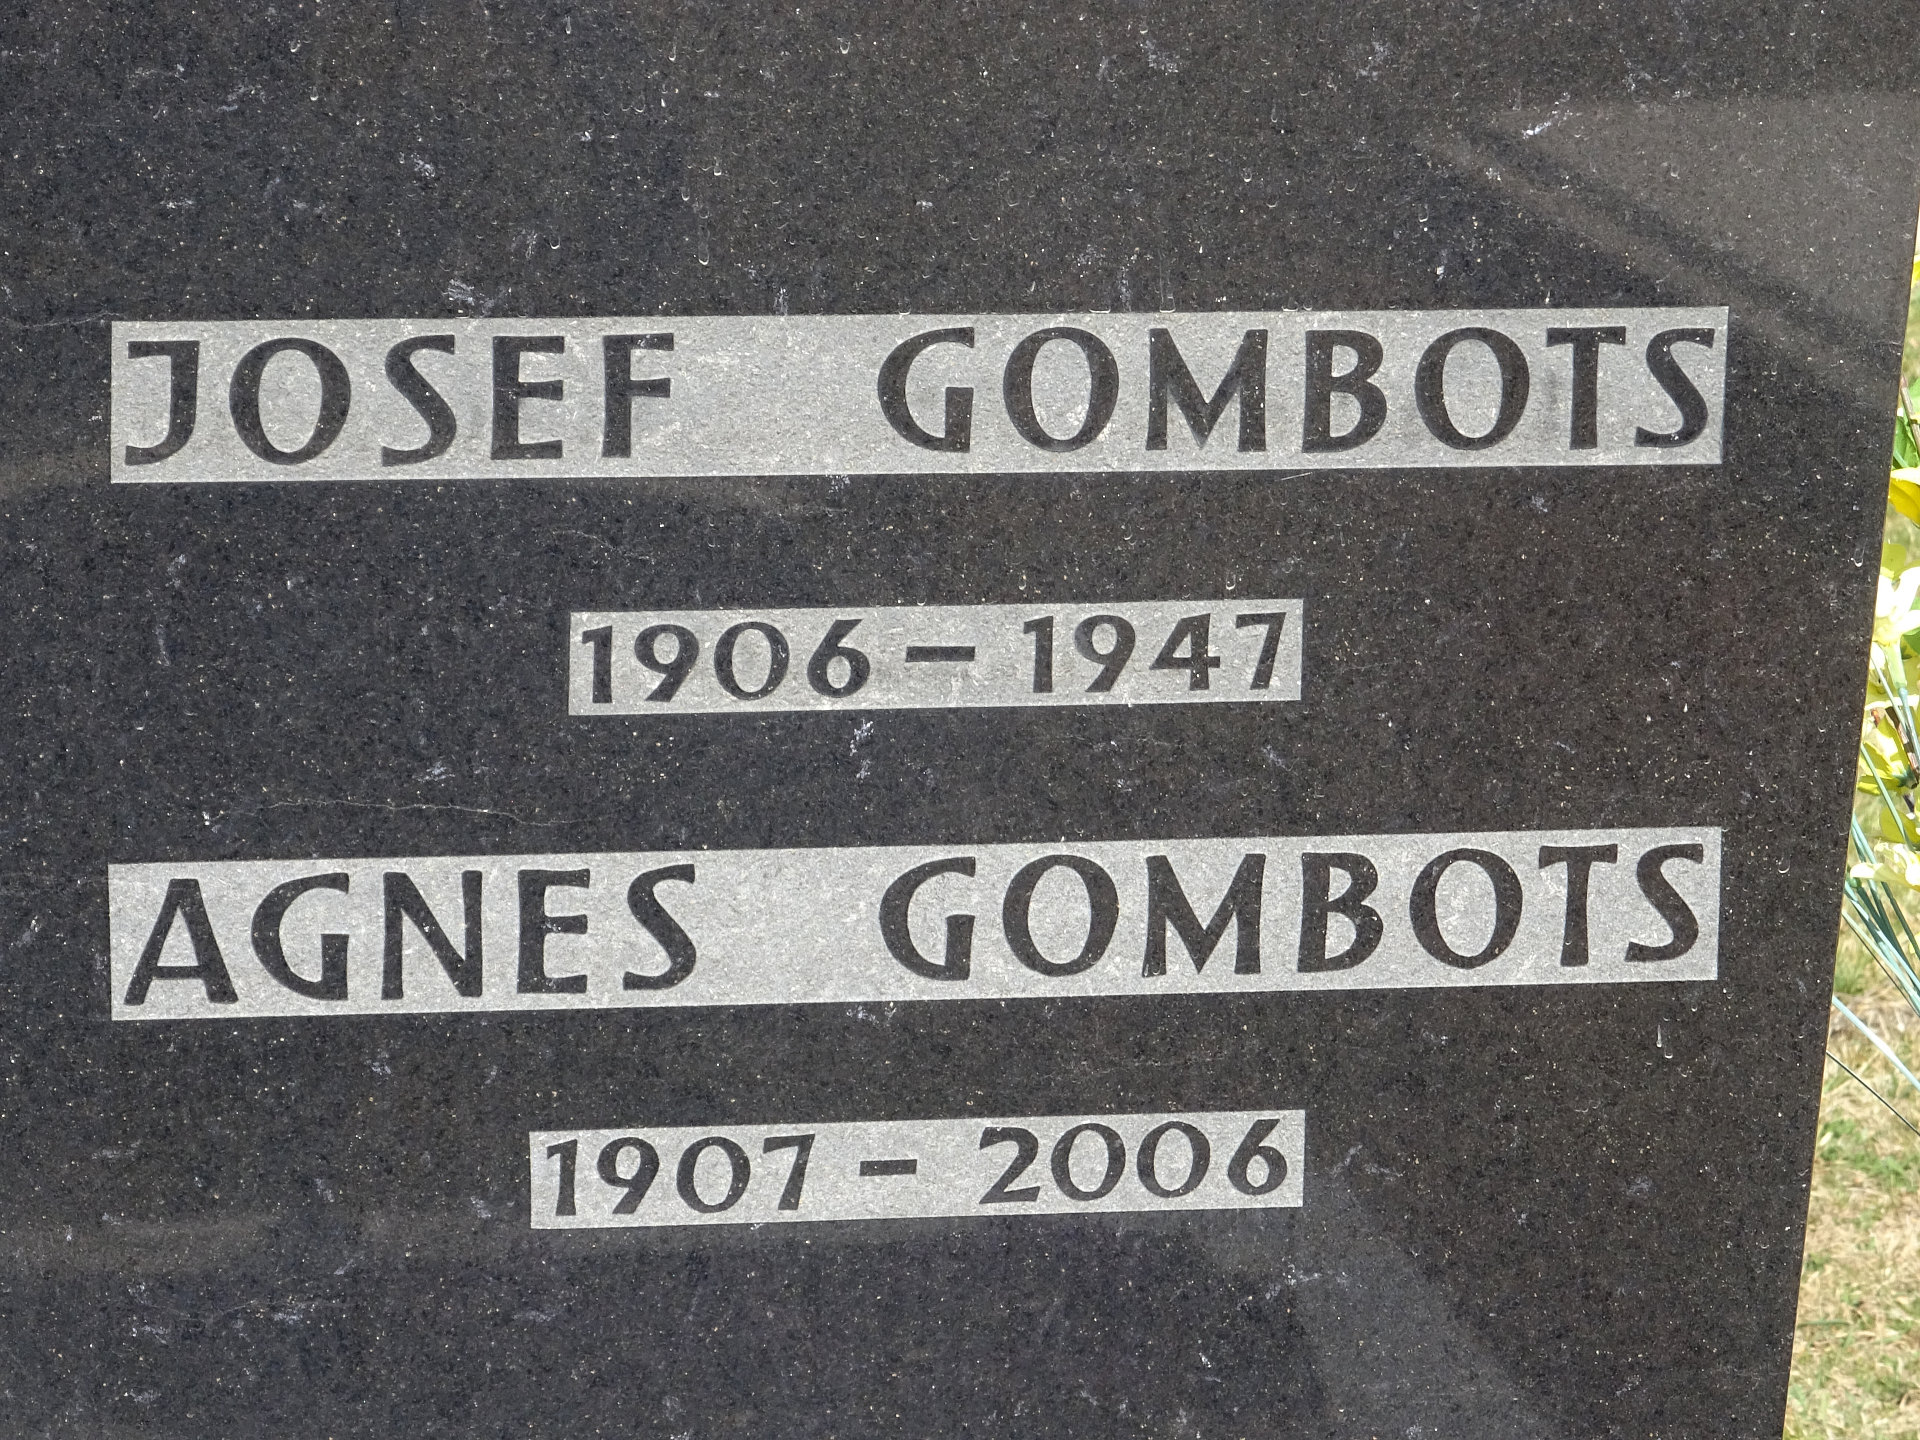 JOSEF GOMBOTS
1906 – 1947
AGNES GOMBOTS
1907 – 2006